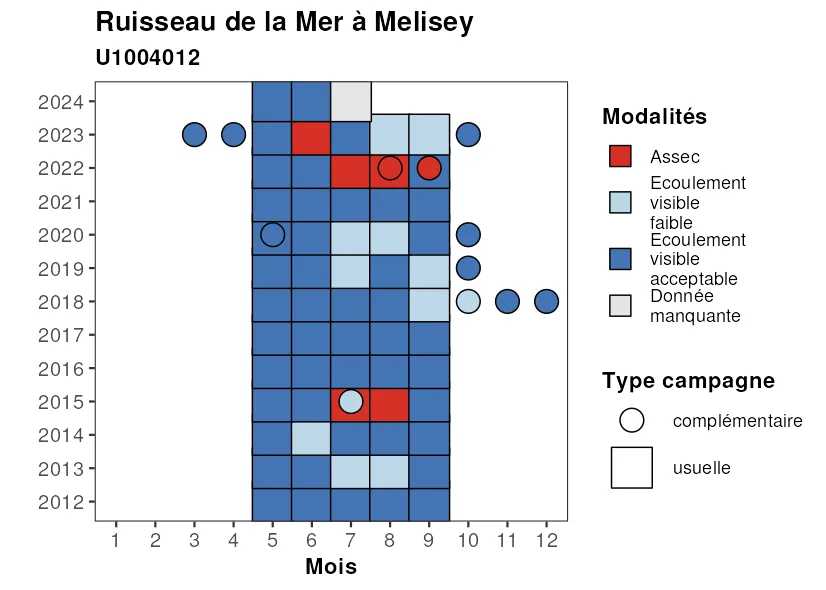 Ruisseau de la Mer à Melisey
U1004012
2024
2023
2022
2021
2020
2019
2018
2017
2016
2015
2014
2013
2012
1 2 3 4 5 6 7 8 9 10 11 12
Mois
Modalités
Assec
Ecoulement
visible
faible
Ecoulement
visible
acceptable
Donnée
manquante
Type campagne
complémentaire
usuelle